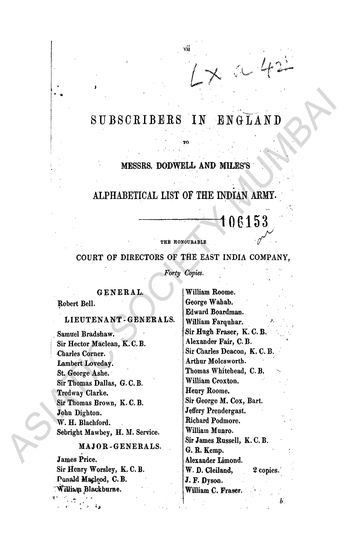 vii
LX a 42
SUBSCRIBERS IN ENGLAND
TO
MESSRS. DODWELL AND MILES'S
ALPHABETICAL LIST OF THE INDIAN ARMY.
106153
THE HONOURABLE
COURT OF DIRECTORS OF THE EAST INDIA COMPANY,
Forty Copies.
GENERAL.
Robert Bell.
LIEUTENANT-GENERALS.
Samuel Bradshaw.
Sir Hector Maclean, K. C. B.
Charles Corner.
Lambert Loveday.
St. George Ashe.
Sir Thomas Dallas, G. C. B.
Tredway Clarke.
Sir Thomas Brown, K. C. B.
John Dighton.
W. H. Blachford.
Sebright Mawbey, H. M. Service.
MAJOR-GENERALS.
James Price.
Sir Henry Worsley, K. C. B.
Donald Macleod, C. B.
William Blackburne.
William Roome.
George Wahab.
Edward Boardman.
William Farquhar.
Sir Hugh Fraser, K. C. B.
Alexander Fair, C. B.
Sir Charles Deacon, K. C. B.
Arthur Molesworth.
Thomas Whitehead, C. B.
William Croxton.
Henry Roome.
Sir George M. Cox, Bart.
Jeffery Prendergast.
Richard Podmore.
William Munro.
Sir James Russell, K. C. B.
G. R. Kemp.
Alexander Limond.
W. D. Cleiland, 2 copies.
J. F. Dyson.
William C. Fraser.
b
ASIATIC SOCIETY MUMBAI